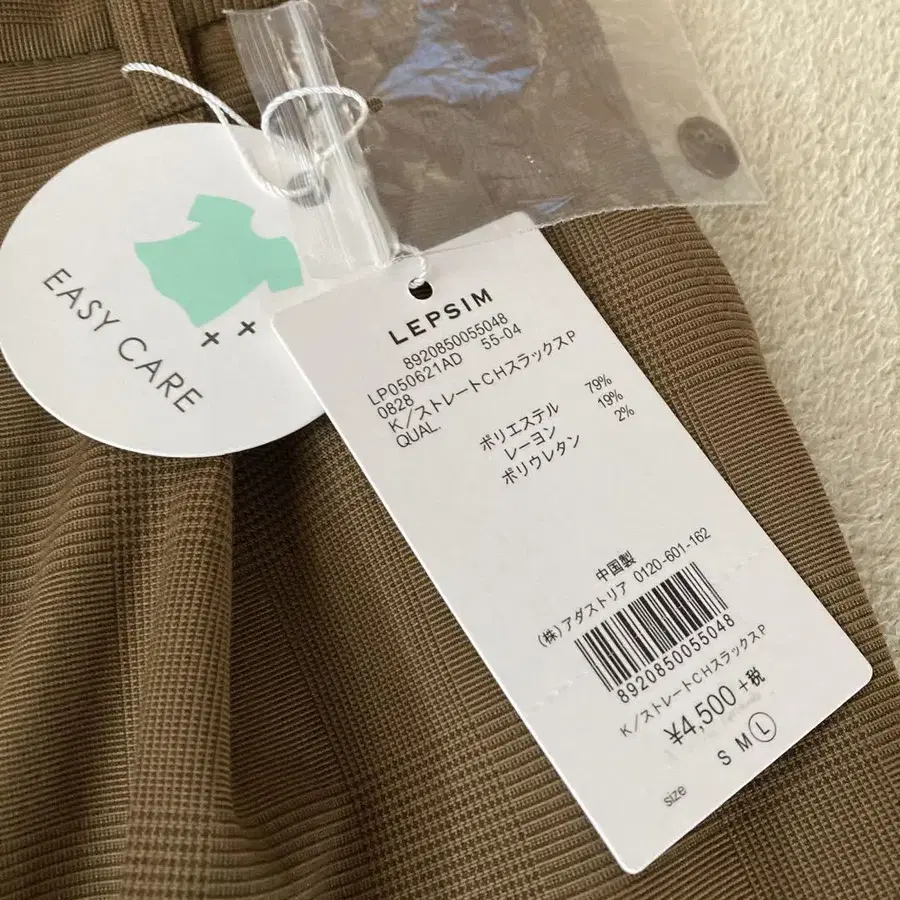 EASY CARE
LEPSIM
8920850055048
LP050621AD 55-04
0828
K/ストレートCHスラックスP
QUAL.
ポリエステル 79%
レーヨン 19%
ポリウレタン 2%
中国製
(株)アダストリア 0120-601-162
8920850055048
K/ストレートCHスラックスP
¥4,500 +税
size S M L